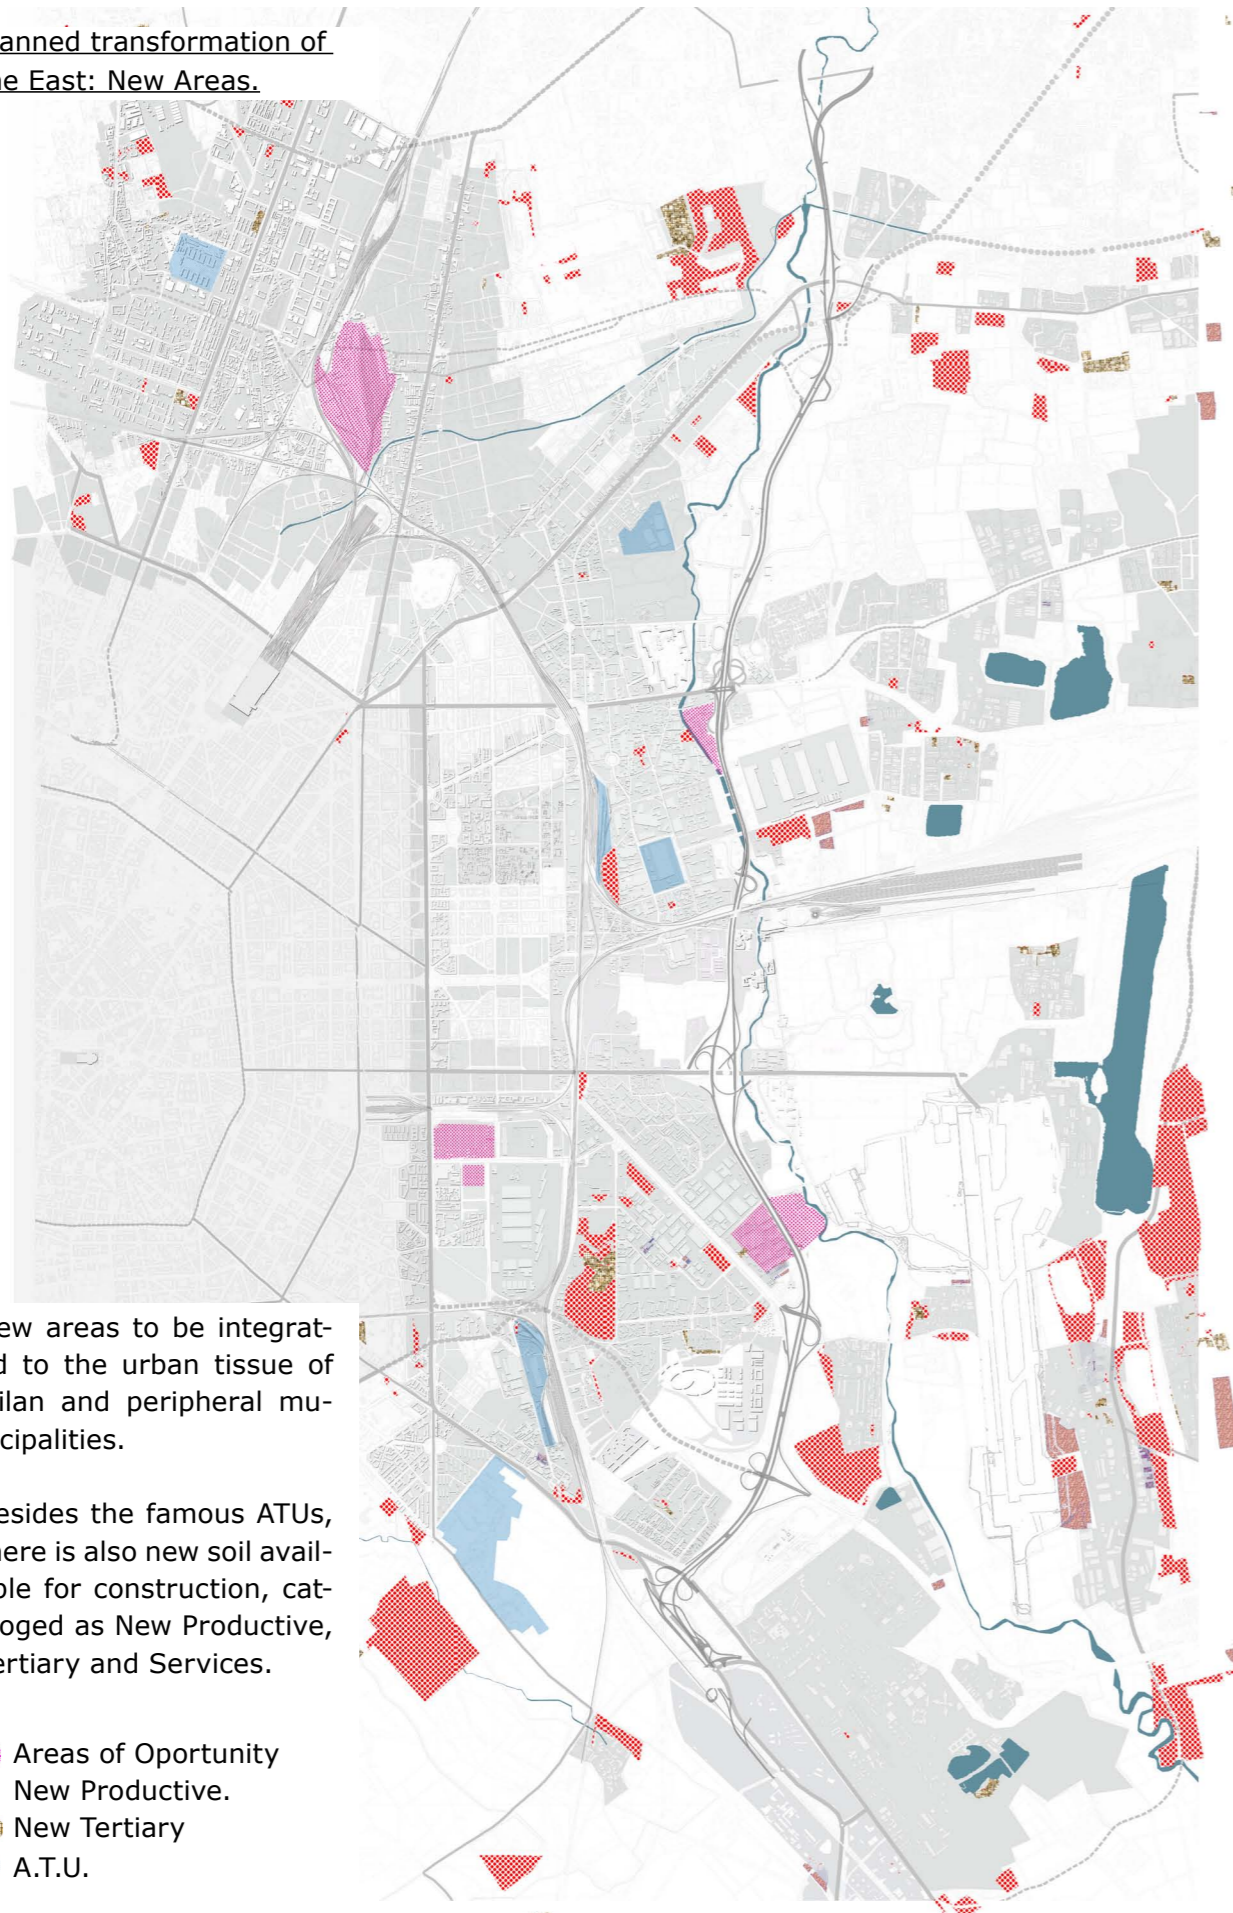 anned transformation of
e East: New Areas.
ew areas to be integrat-
d to the urban tissue of
ilan and peripheral mu-
cipalities.
esides the famous ATUs,
here is also new soil avail-
ble for construction, cat-
oged as New Productive,
ertiary and Services.
Areas of Oportunity
New Productive.
New Tertiary
A.T.U.